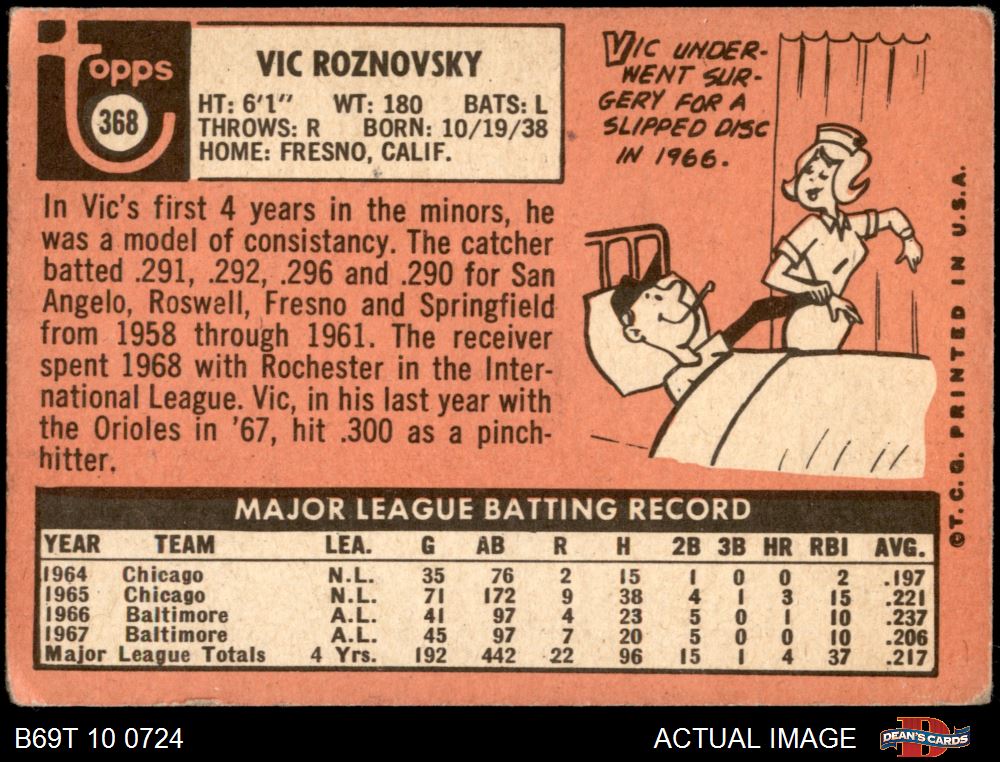 Topps
368
VIC ROZNOVSKY
HT: 6'1" WT: 180 BATS: L
THROWS: R BORN: 10/19/38
HOME: FRESNO, CALIF.
In Vic's first 4 years in the minors, he
was a model of consistancy. The catcher
batted .291, .292, .296 and .290 for San
Angelo, Roswell, Fresno and Springfield
from 1958 through 1961. The receiver
spent 1968 with Rochester in the Inter-
national League. Vic, in his last year with
the Orioles in '67, hit .300 as a pinch-
hitter.
VIC UNDER-
WENT SUR-
GERY FOR A
SLIPPED DISC
IN 1966.
©T.C.G. PRINTED IN U.S.A.
MAJOR LEAGUE BATTING RECORD
YEAR TEAM LEA. G AB R H 2B 3B HR RBI AVG.
1964 Chicago N.L. 35 76 2 15 1 0 0 2 .197
1965 Chicago N.L. 71 172 9 38 4 1 3 15 .221
1966 Baltimore A.L. 41 97 4 23 5 0 1 10 .237
1967 Baltimore A.L. 45 97 7 20 5 0 0 10 .206
Major League Totals 4 Yrs. 192 442 22 96 15 1 4 37 .217
B69T 10 0724
ACTUAL IMAGE
D
DEAN'S CARDS